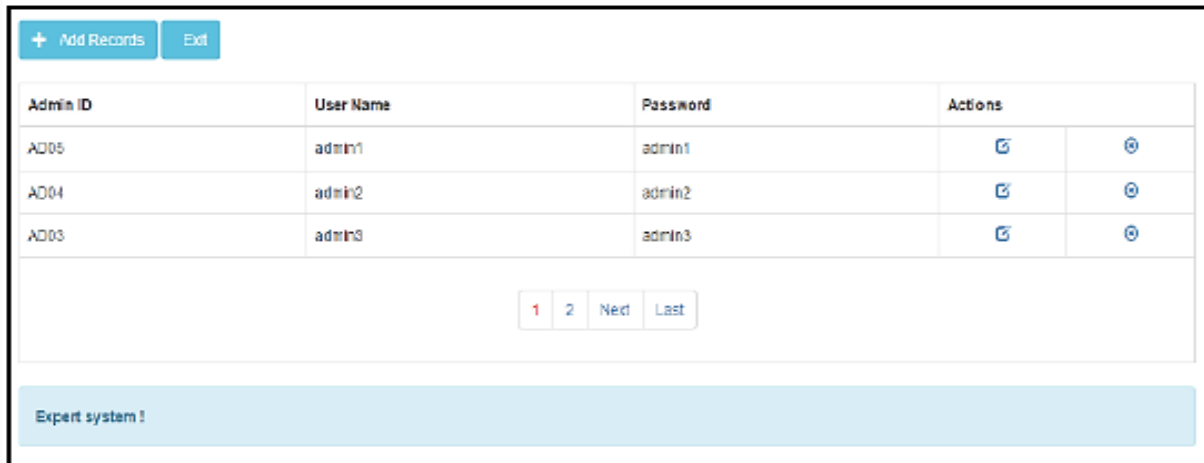 + Add Records Exit
Admin ID User Name Password Actions
AD05 admin1 admin1
AD04 admin2 admin2
AD03 admin3 admin3
1 2 Next Last
Expert system !